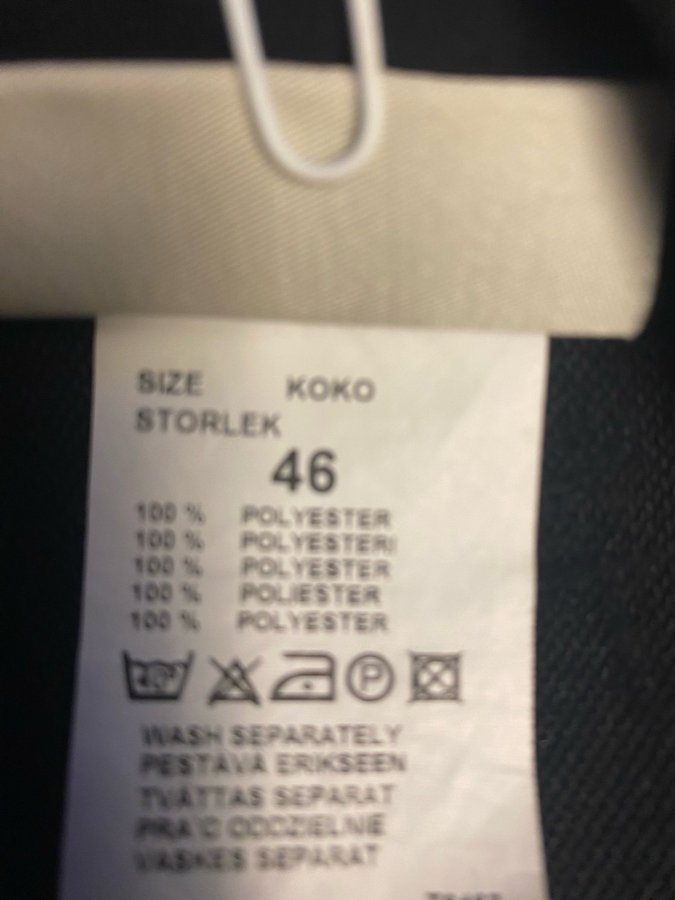 SIZE KOKO
STORLEK
46
100 % POLYESTER
100 % POLYESTERI
100 % POLYESTER
100 % POLIESTER
100 % POLYESTER
P
WASH SEPARATELY
PESTÄVÄ ERIKSEEN
TVÄTTAS SEPARAT
ODDZIELNIE
VASKES SEPARAT